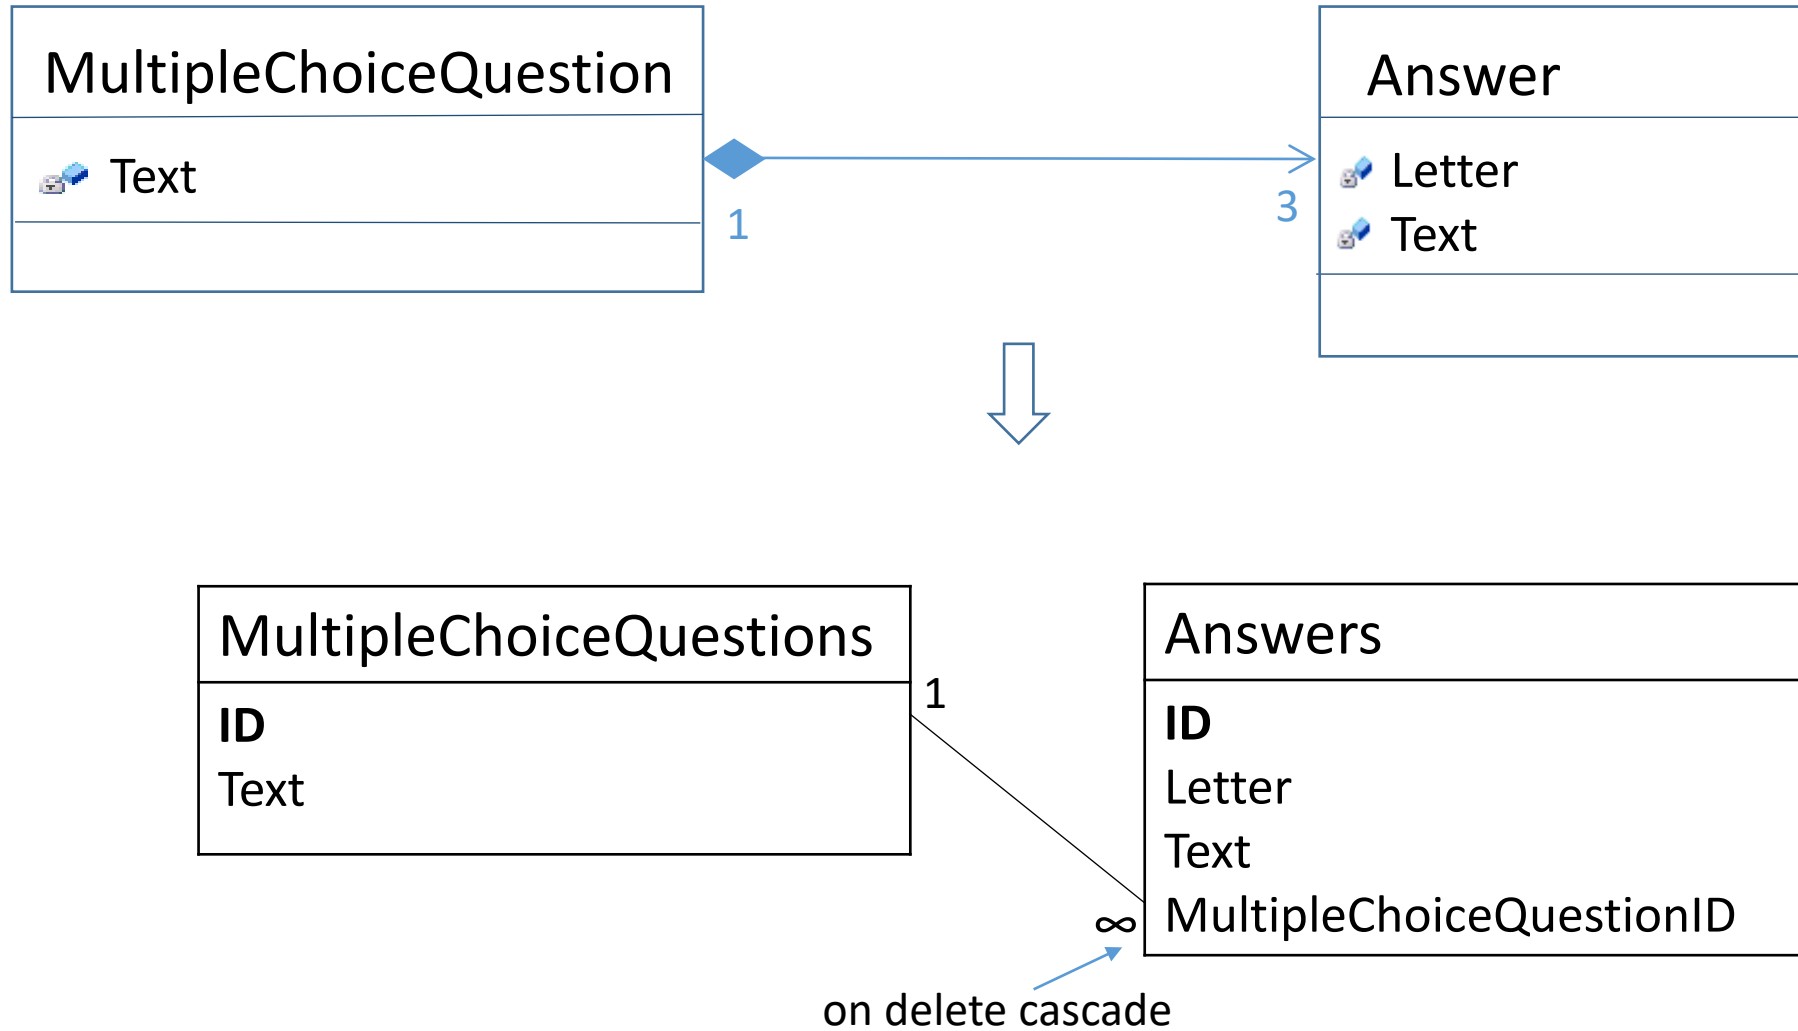 MultipleChoiceQuestion
Text
1
Answer
Letter
Text
3
MultipleChoiceQuestions
ID
Text
1
Answers
ID
Letter
Text
MultipleChoiceQuestionID
∞
on delete cascade